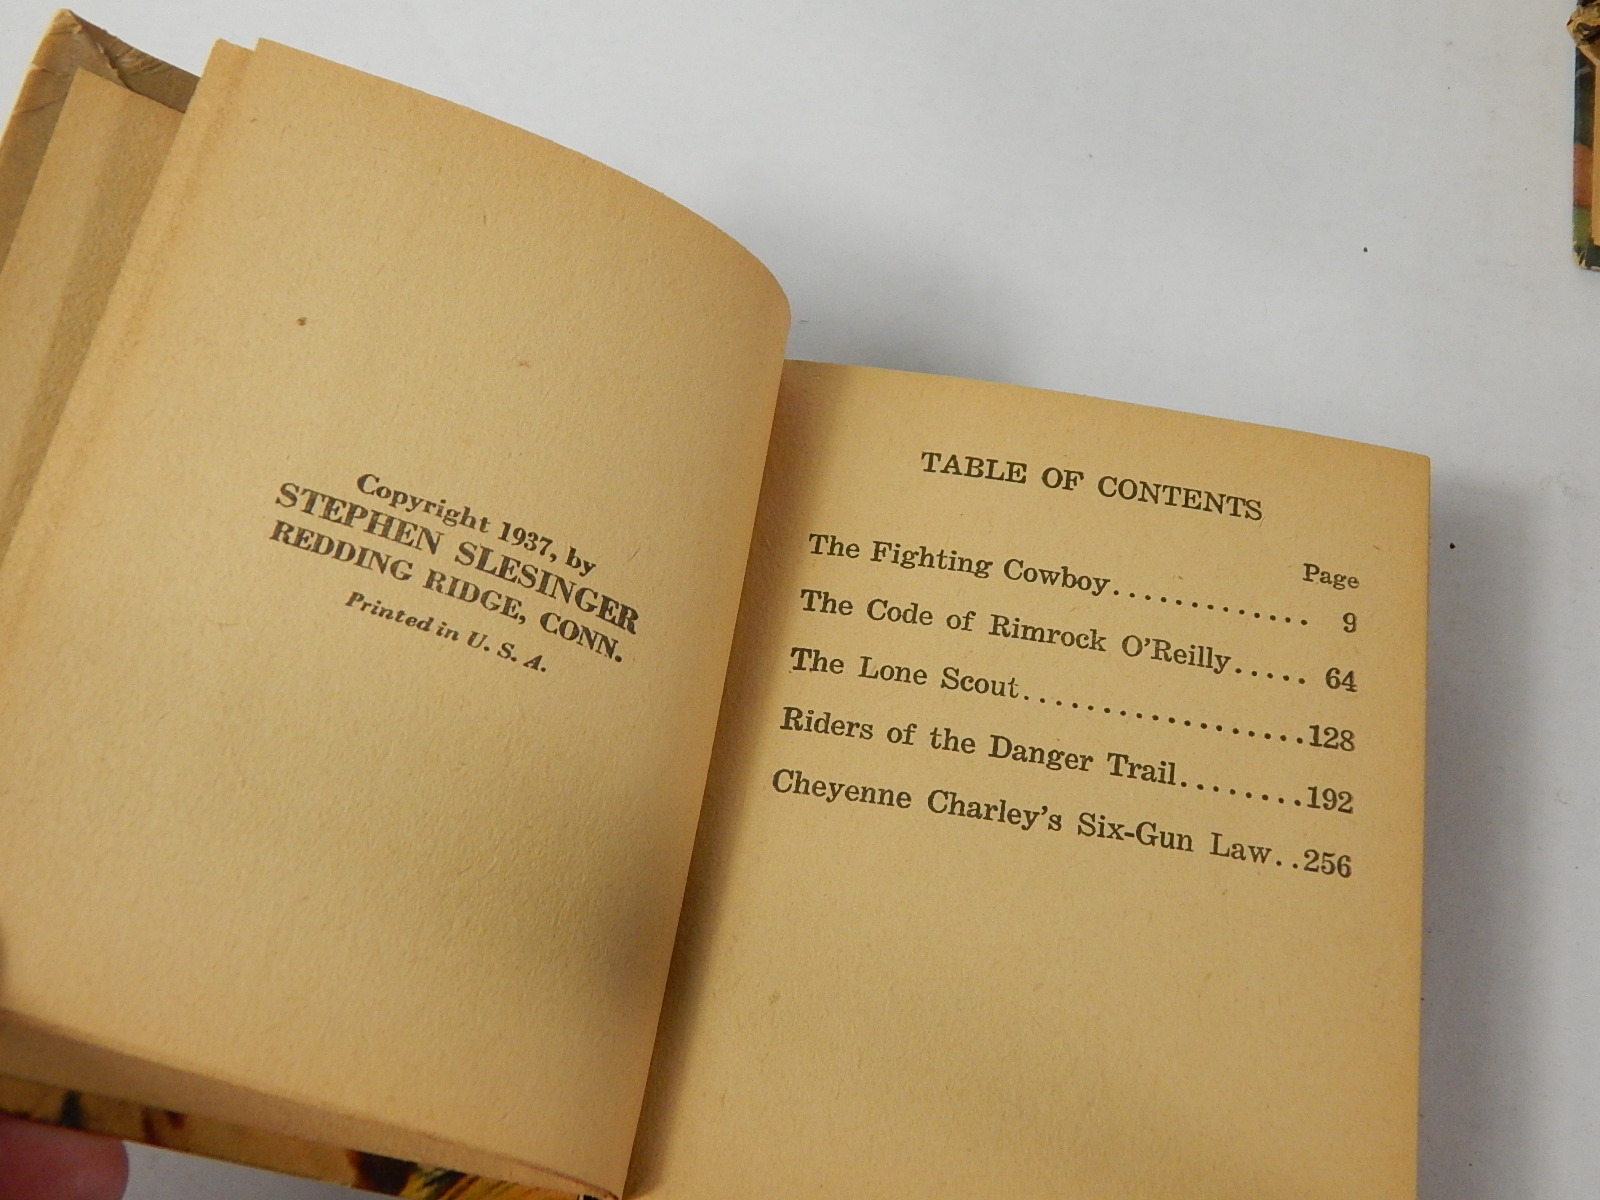 Copyright 1937, by
STEPHEN SLESINGER
REDDING RIDGE, CONN.
Printed in U. S. A.
TABLE OF CONTENTS
Page
The Fighting Cowboy............. 9
The Code of Rimrock O'Reilly..... 64
The Lone Scout..................128
Riders of the Danger Trail........192
Cheyenne Charley's Six-Gun Law..256